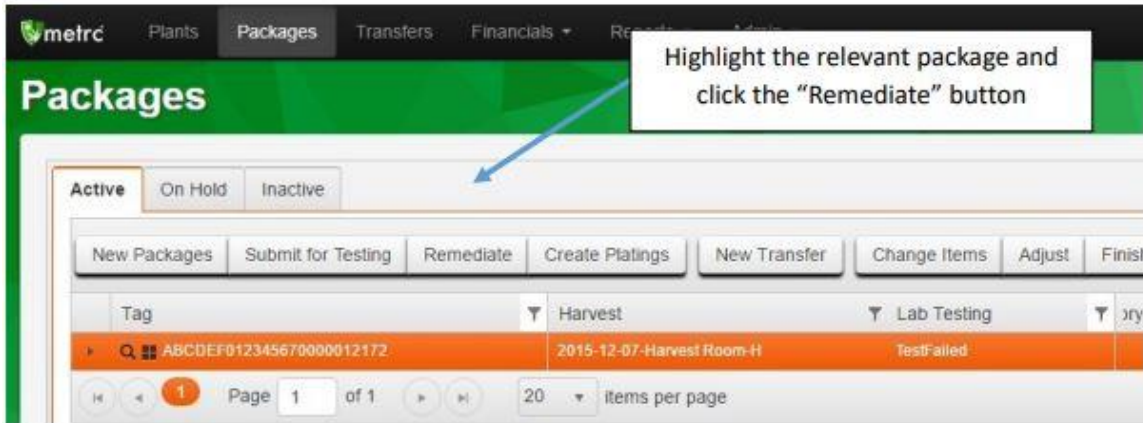 metrc Plants Packages Transfers Financials
Highlight the relevant package and
click the “Remediate” button
Packages
Active On Hold Inactive
New Packages Submit for Testing Remediate Create Platings New Transfer Change Items Adjust Finish
Tag Harvest Lab Testing
ABCDEF012345670000012172 2015-12-07-Harvest Room-H TestFailed
1 Page 1 of 1 20 items per page